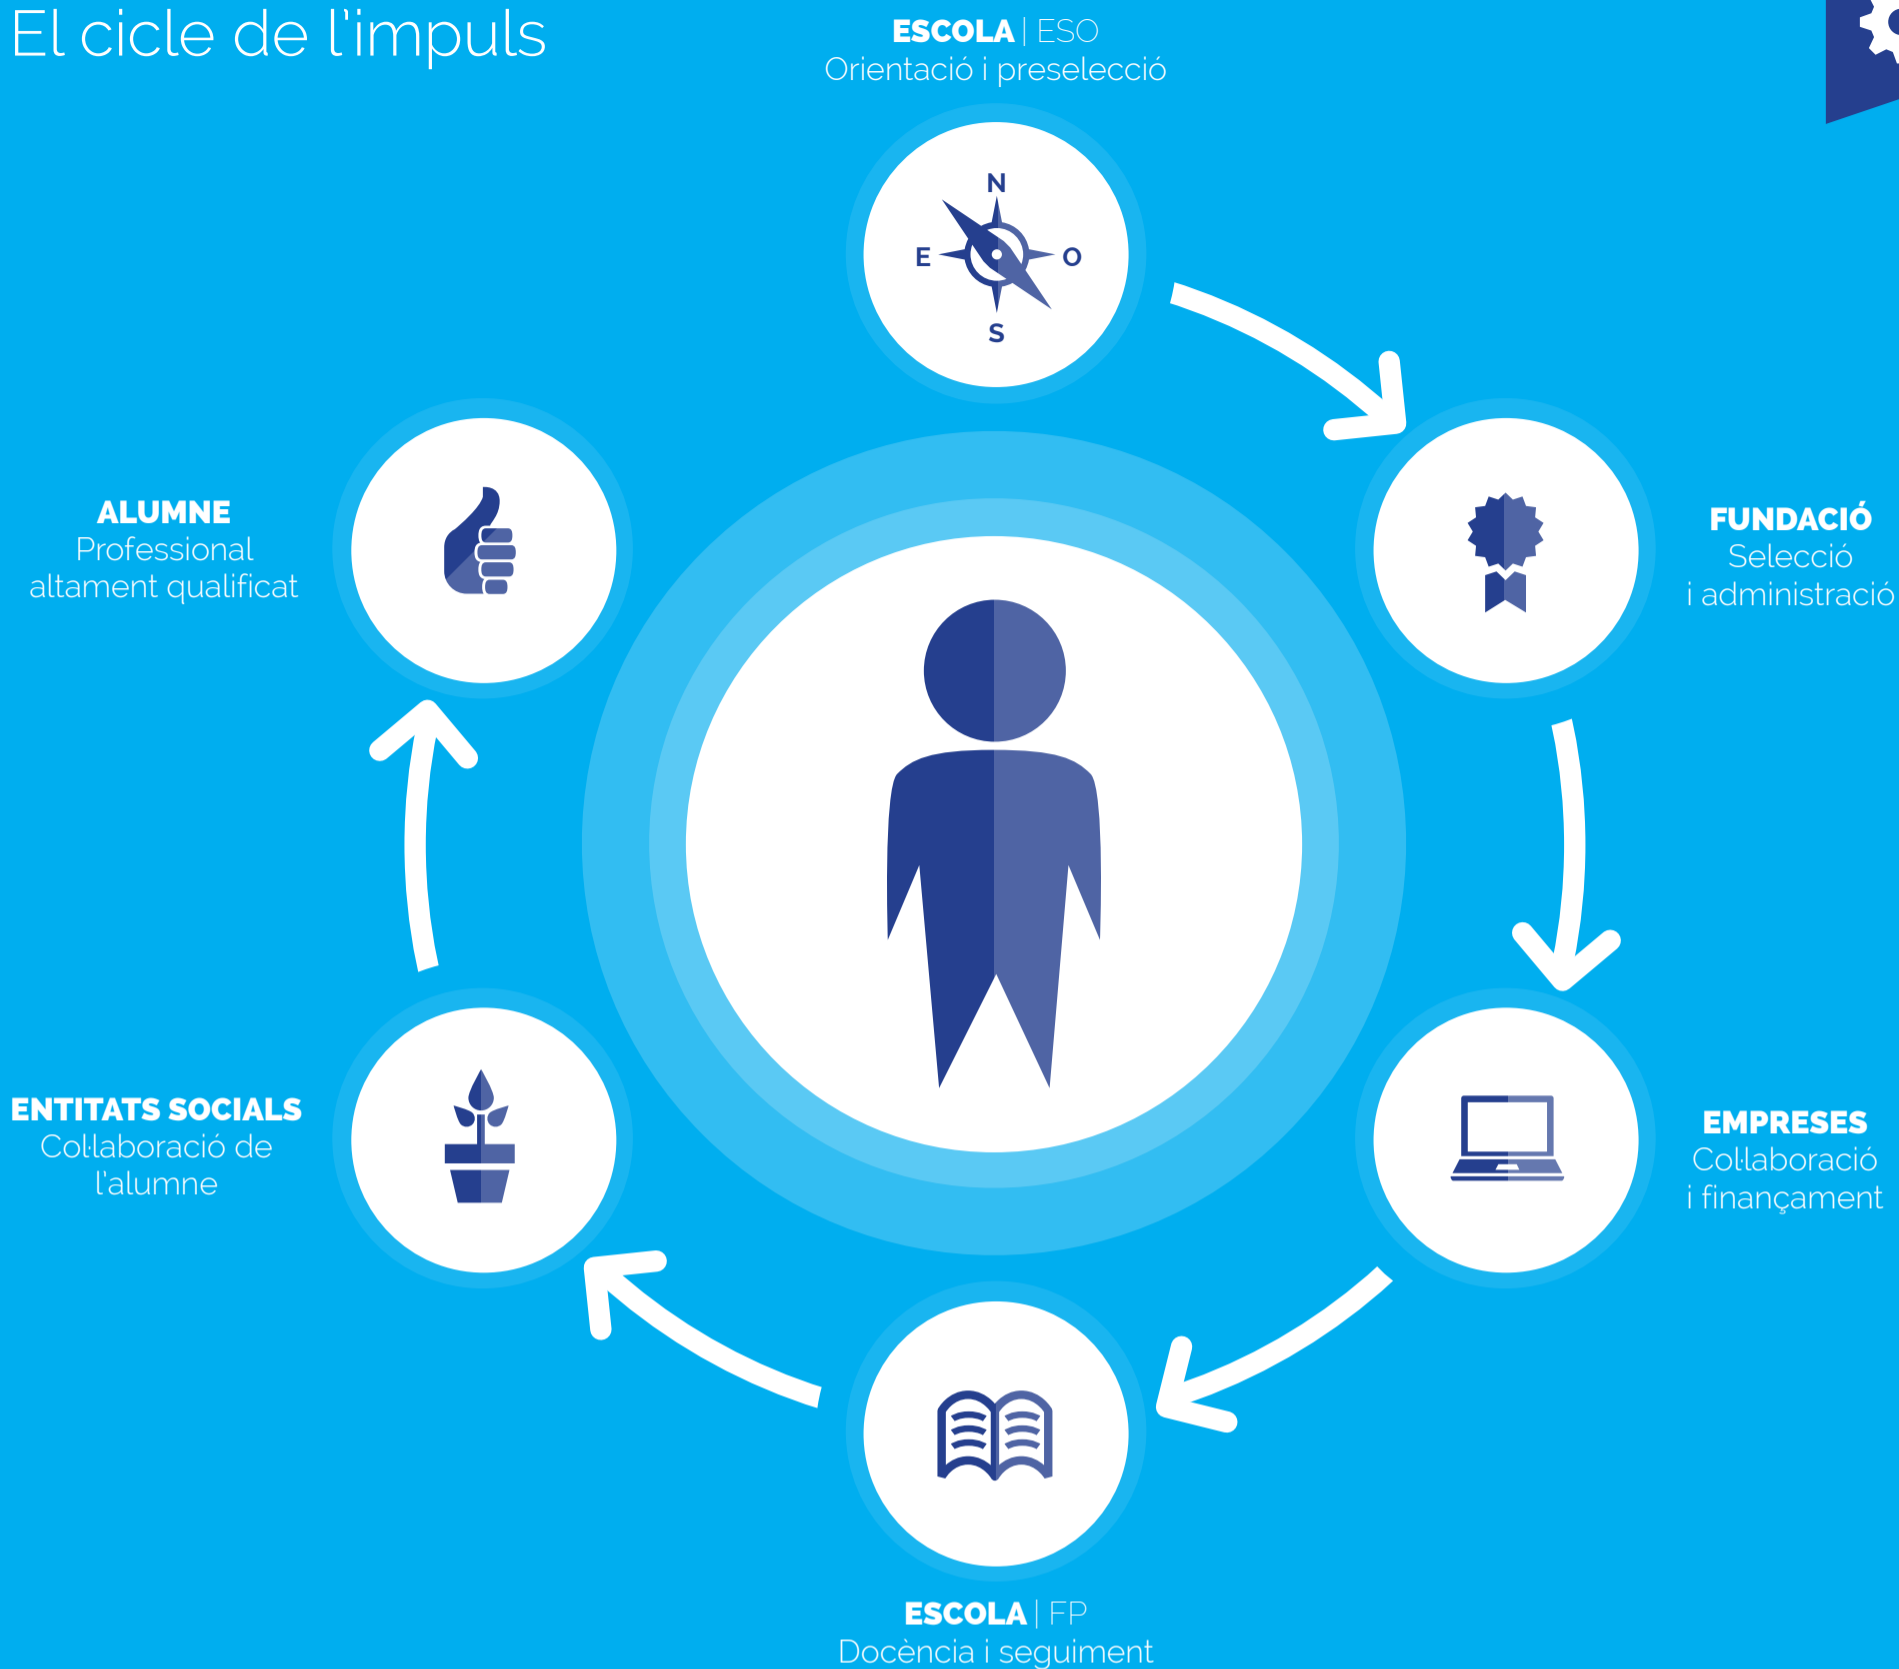 El cicle de l'impuls
ESCOLA | ESO
Orientació i preselecció
N
E
O
S
FUNDACIÓ
Selecció
i administració
EMPRESES
Col·laboració
i finançament
ESCOLA | FP
Docència i seguiment
ENTITATS SOCIALS
Col·laboració de
l'alumne
ALUMNE
Professional
altament qualificat